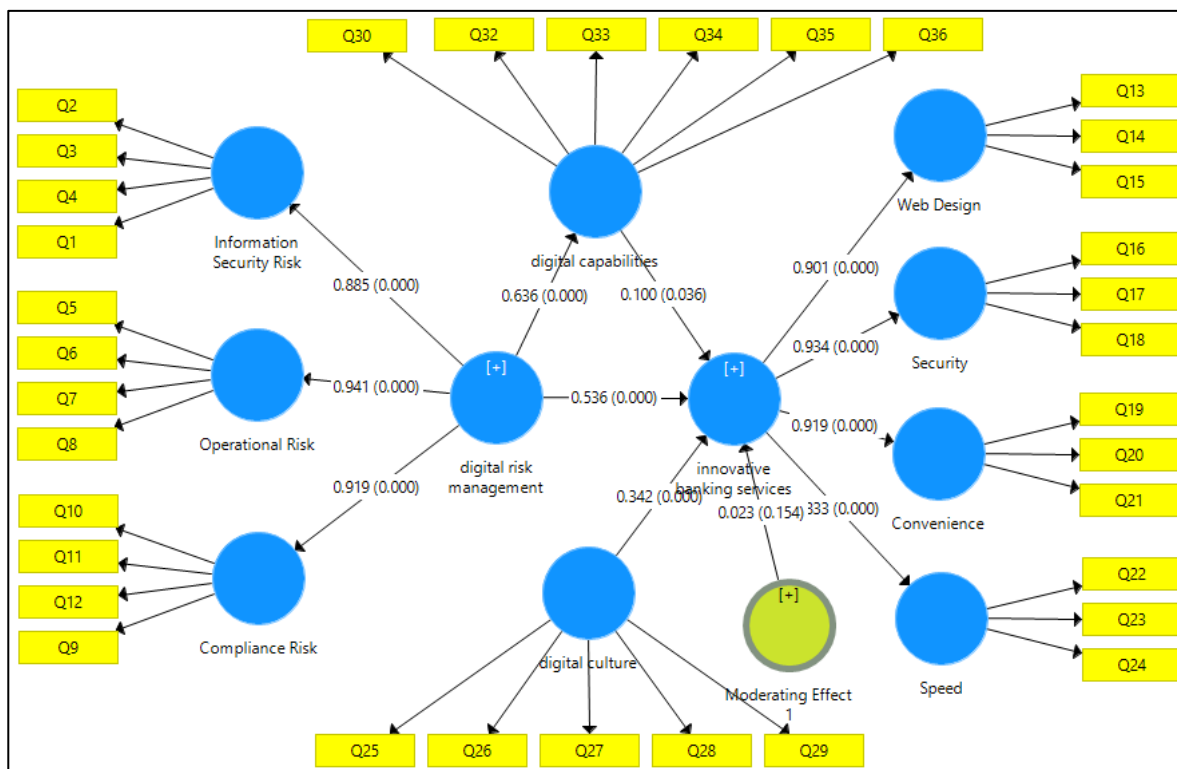 Q30
Q32
Q33
Q34
Q35
Q36
Q2
Q3
Q4
Q1
Information
Security Risk
digital capabilities
Q13
Q14
Q15
Web Design
0.885 (0.000)
0.636 (0.000)
0.100 (0.036)
0.901 (0.000)
Q16
Q17
Q18
Security
Q5
Q6
Q7
Q8
Operational Risk
0.941 (0.000)
[+]
digital risk
management
0.536 (0.000)
[+]
innovative
banking services
0.934 (0.000)
0.919 (0.000)
Q19
Q20
Q21
Convenience
0.919 (0.000)
0.342 (0.000)
0.023 (0.154)
(0.000)
Q10
Q11
Q12
Q9
Compliance Risk
digital culture
[+]
Moderating Effect
1
Q22
Q23
Q24
Speed
Q25
Q26
Q27
Q28
Q29